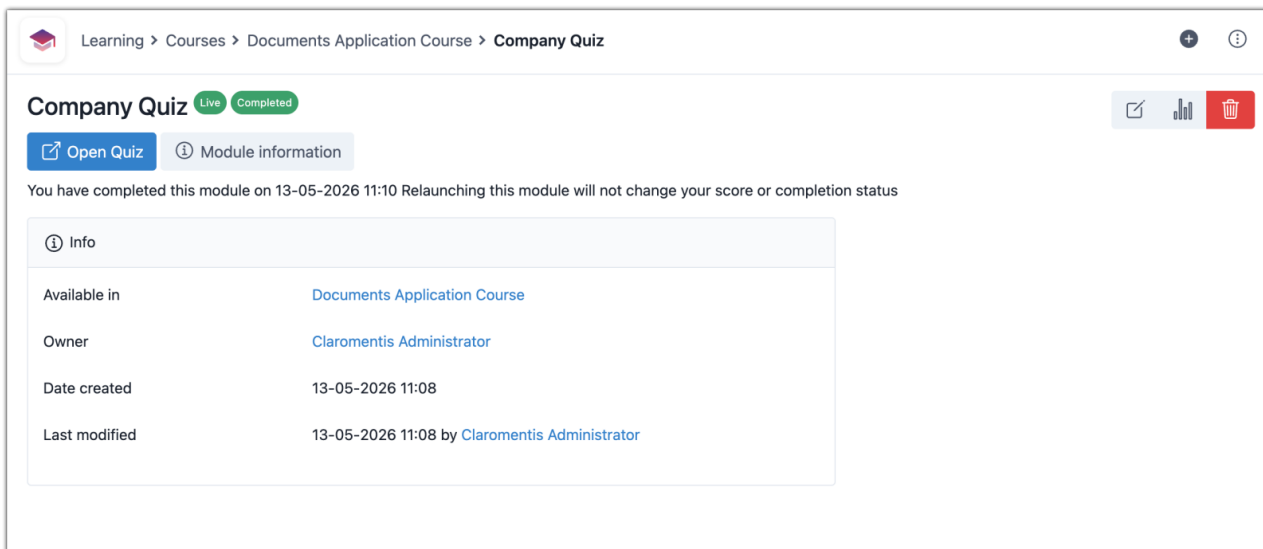 Learning > Courses > Documents Application Course > Company Quiz
Company Quiz Live Completed
Open Quiz Module information
You have completed this module on 13-05-2026 11:10 Relaunching this module will not change your score or completion status
Info
Available in Documents Application Course
Owner Claromentis Administrator
Date created 13-05-2026 11:08
Last modified 13-05-2026 11:08 by Claromentis Administrator